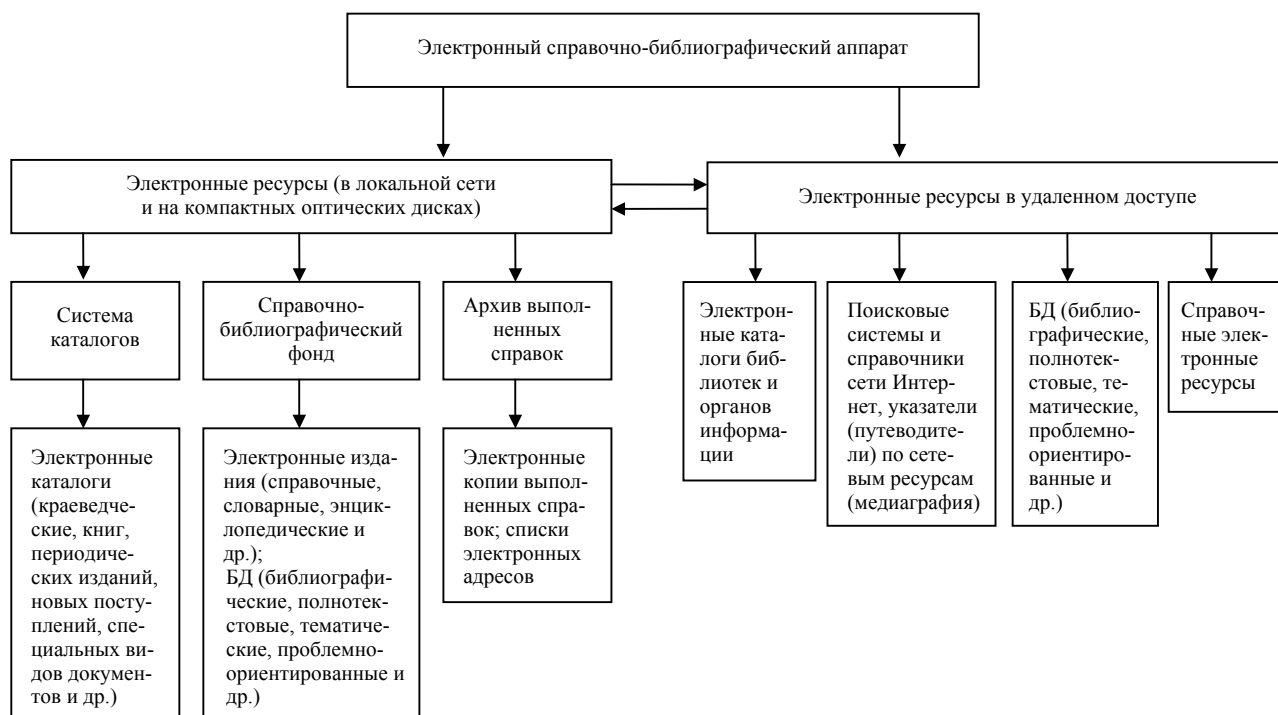 Электронный справочно-библиографический аппарат
Электронные ресурсы (в локальной сети
и на компактных оптических дисках)
Электронные ресурсы в удаленном доступе
Система
каталогов
Справочно-
библиографический
фонд
Архив выпол-
ненных
справок
Электрон-
ные ката-
логи биб-
лиотек и
органов
информа-
ции
Поисковые
системы и
справочники
сети Интер-
нет, указатели
(путеводите-
ли) по сете-
вым ресурсам
(медиаграфия)
БД (библио-
графические,
полнотек-
стовые, те-
матические,
проблемно-
ориентиро-
ванные и
др.)
Справоч-
ные элек-
тронные
ресурсы
Электронные
каталоги
(краеведче-
ские, книг,
периодиче-
ских изданий,
новых посту-
плений, спе-
циальных ви-
дов докумен-
тов и др.)
Электронные изда-
ния (справочные,
словарные, энцик-
лопедические и
др.);
БД (библиографи-
ческие, полнотек-
стовые, тематиче-
ские, проблемно-
ориентированные и
др.)
Электронные
копии выпол-
ненных спра-
вок; списки
электронных
адресов